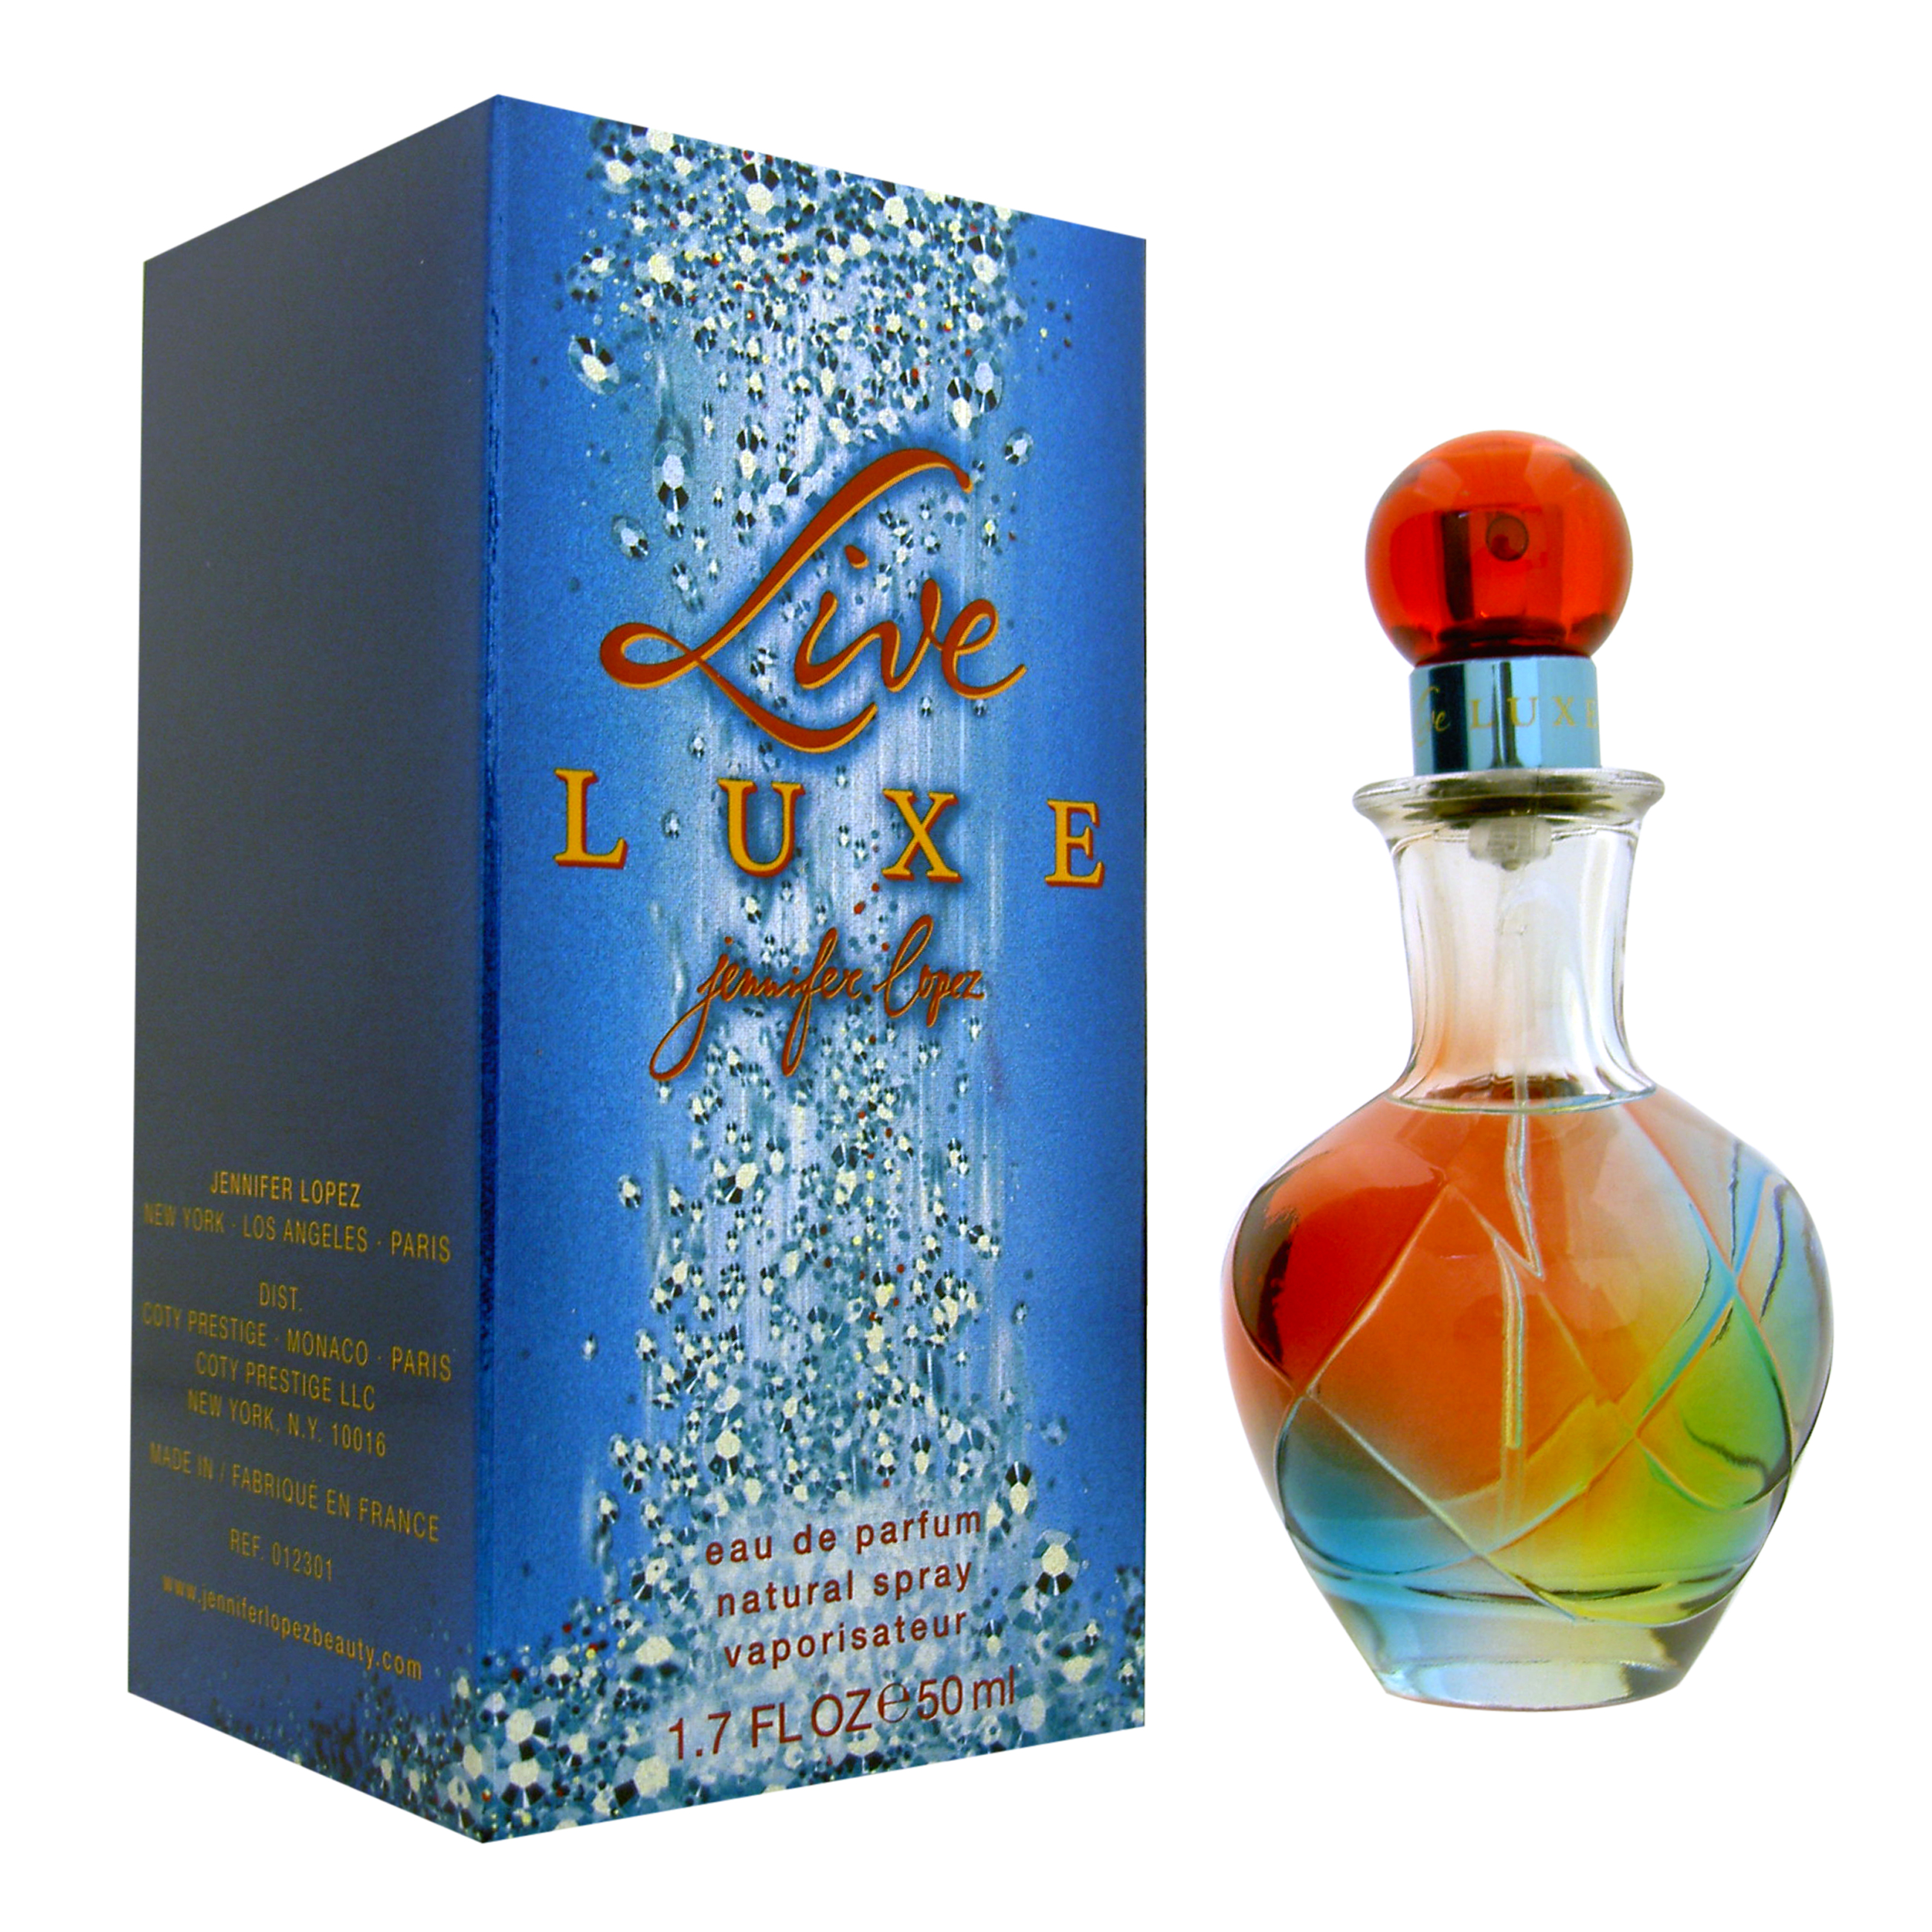 Live
LUXE
jennifer lopez
eau de parfum
natural spray
vaporisateur
1.7 FL OZ e 50 ml
JENNIFER LOPEZ
NEW YORK · LOS ANGELES · PARIS
DIST.
COTY PRESTIGE · MONACO · PARIS
COTY PRESTIGE LLC
NEW YORK, N.Y. 10016
MADE IN / FABRIQUÉ EN FRANCE
REF. 012301
www.jenniferlopezbeauty.com
LUXE